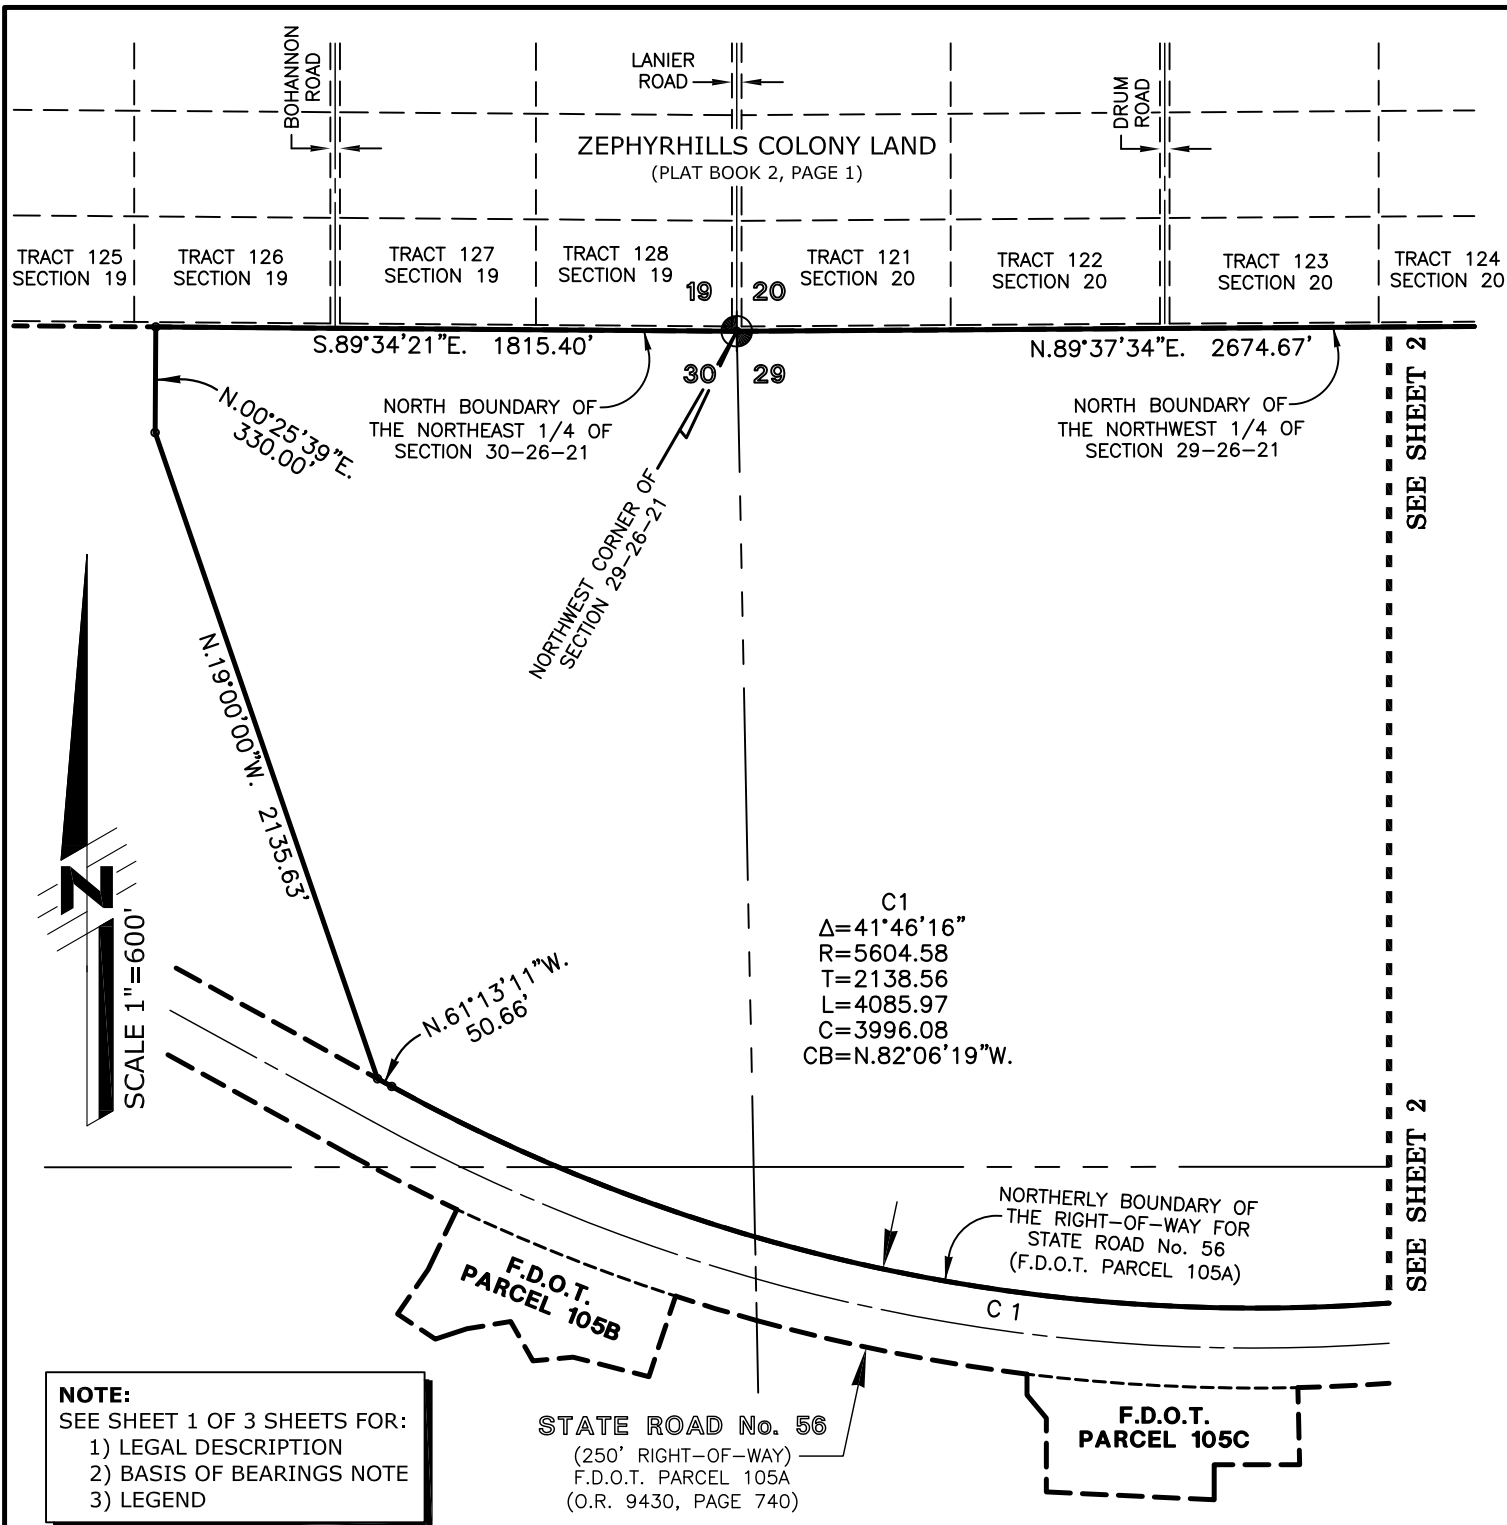 BOHANNON
ROAD
LANIER
ROAD
DRUM
ROAD
ZEPHYRHILLS COLONY LAND
(PLAT BOOK 2, PAGE 1)
TRACT 125
SECTION 19
TRACT 126
SECTION 19
TRACT 127
SECTION 19
TRACT 128
SECTION 19
TRACT 121
SECTION 20
TRACT 122
SECTION 20
TRACT 123
SECTION 20
TRACT 124
SECTION 20
19 20
30 29
S.89°34'21"E. 1815.40'
N.89°37'34"E. 2674.67'
N.00°25'39"E.
330.00'
NORTH BOUNDARY OF
THE NORTHEAST 1/4 OF
SECTION 30-26-21
NORTH BOUNDARY OF
THE NORTHWEST 1/4 OF
SECTION 29-26-21
SEE SHEET 2
NORTHWEST CORNER OF
SECTION 29-26-21
N.19°00'00"W. 2135.63'
N
SCALE 1"=600'
N.61°13'11"W.
50.66'
C1
Δ=41°46'16"
R=5604.58
T=2138.56
L=4085.97
C=3996.08
CB=N.82°06'19"W.
SEE SHEET 2
NORTHERLY BOUNDARY OF
THE RIGHT-OF-WAY FOR
STATE ROAD No. 56
(F.D.O.T. PARCEL 105A)
C 1
F.D.O.T.
PARCEL 105B
F.D.O.T.
PARCEL 105C
STATE ROAD No. 56
(250' RIGHT-OF-WAY)
F.D.O.T. PARCEL 105A
(O.R. 9430, PAGE 740)
NOTE:
SEE SHEET 1 OF 3 SHEETS FOR:
1) LEGAL DESCRIPTION
2) BASIS OF BEARINGS NOTE
3) LEGEND